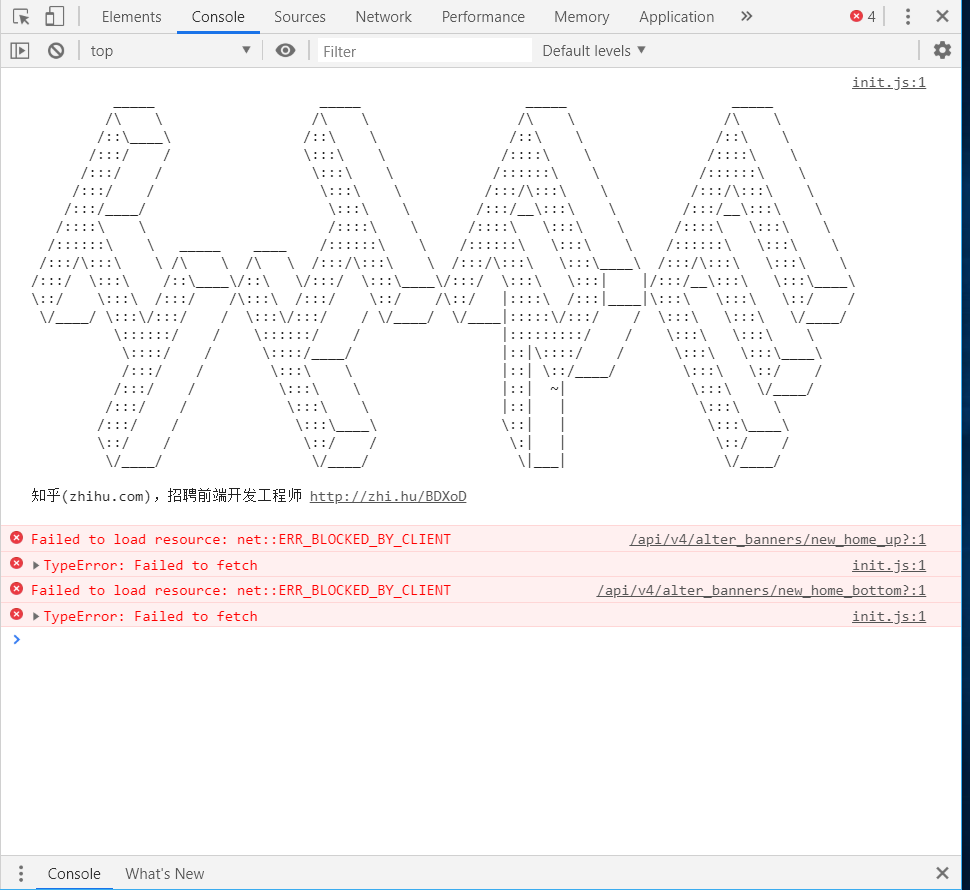 Elements Console Sources Network Performance Memory Application » 4
top Filter Default levels
init.js:1
知乎(zhihu.com)，招聘前端开发工程师 http://zhi.hu/BDXoD
Failed to load resource: net::ERR_BLOCKED_BY_CLIENT /api/v4/alter_banners/new_home_up?:1
TypeError: Failed to fetch init.js:1
Failed to load resource: net::ERR_BLOCKED_BY_CLIENT /api/v4/alter_banners/new_home_bottom?:1
TypeError: Failed to fetch init.js:1
Console What's New